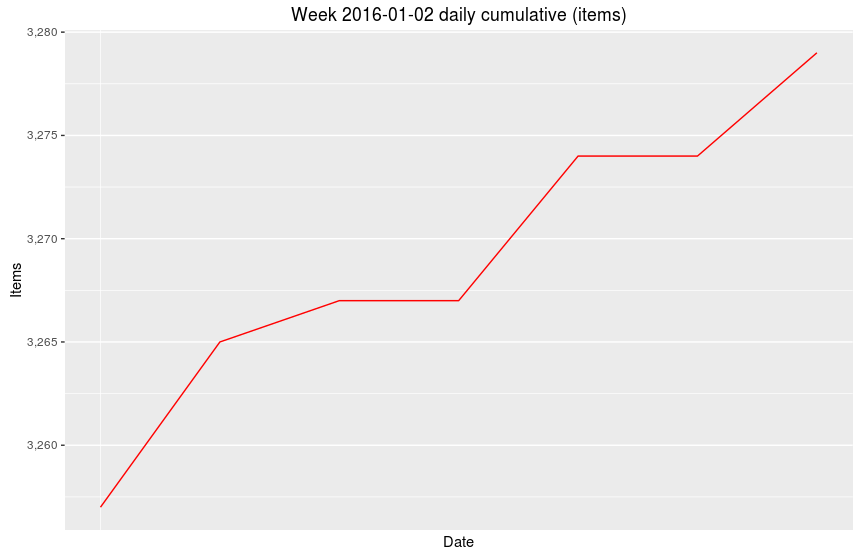 Week 2016-01-02 daily cumulative (items)
3,280
3,275
3,270
3,265
3,260
Items
Date